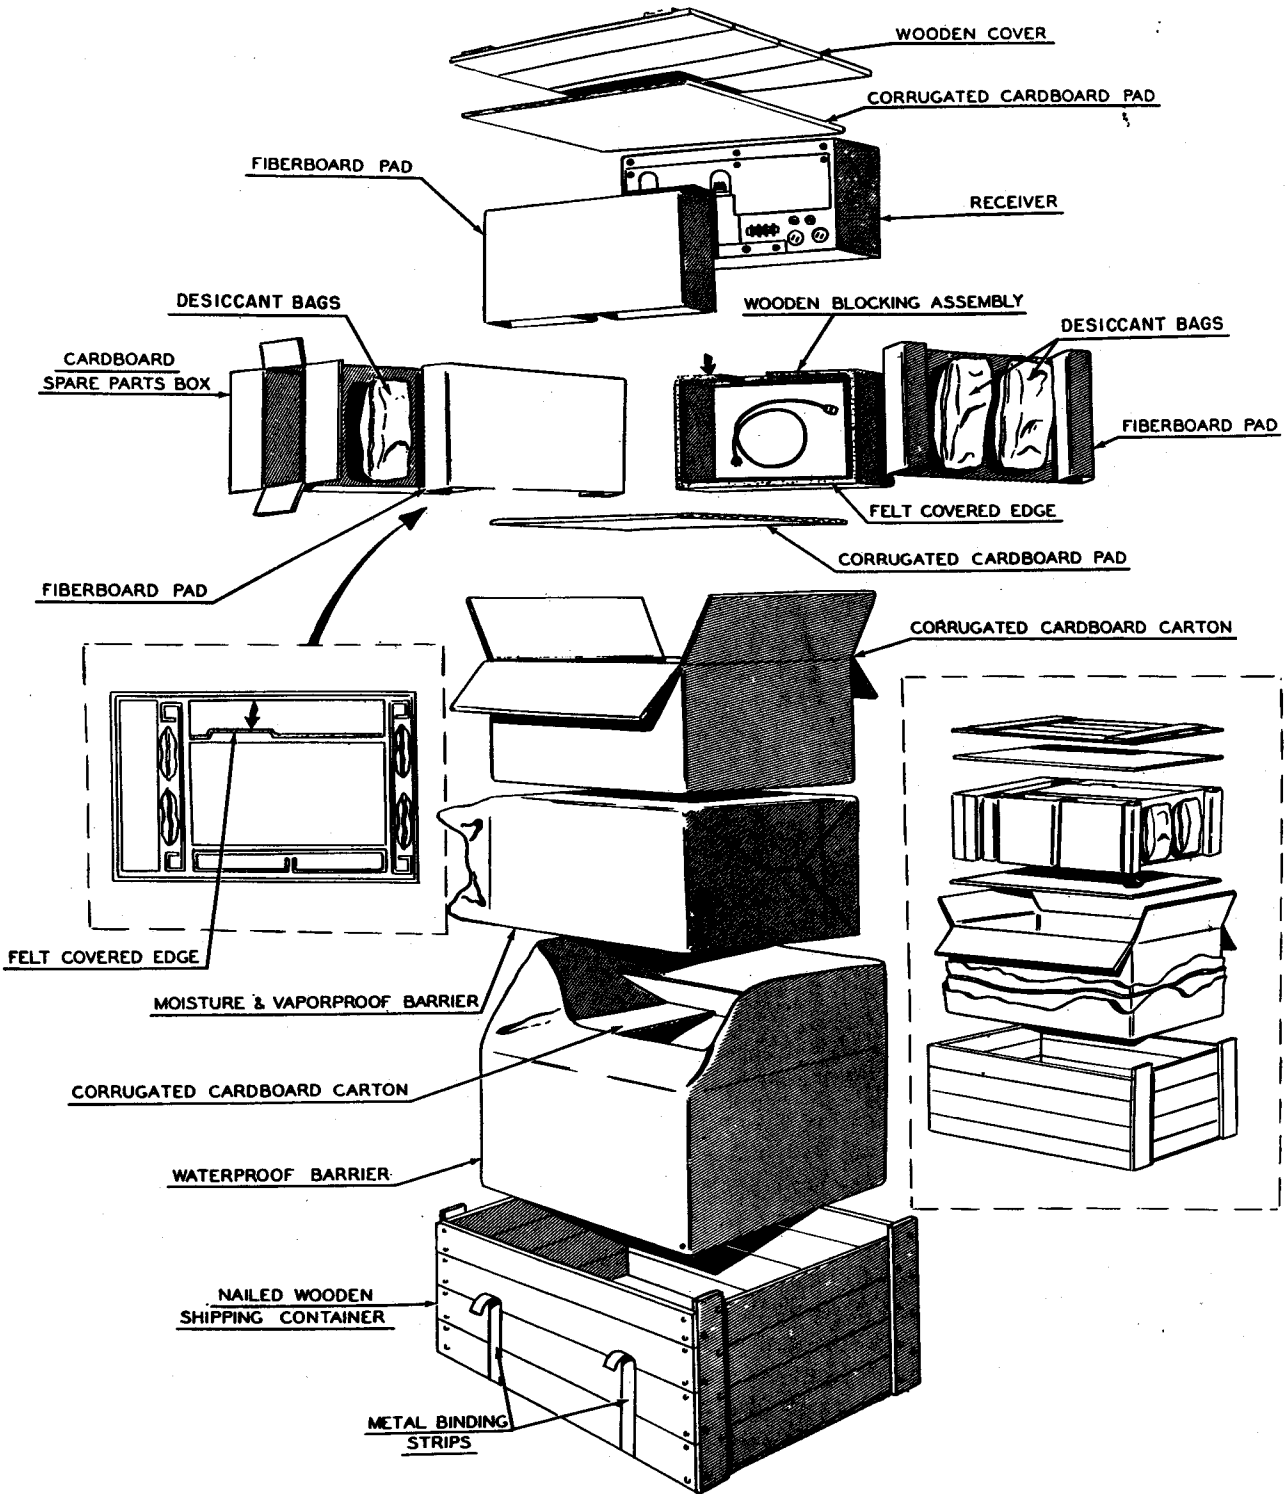 WOODEN COVER
CORRUGATED CARDBOARD PAD
FIBERBOARD PAD
RECEIVER
DESICCANT BAGS
WOODEN BLOCKING ASSEMBLY
DESICCANT BAGS
CARDBOARD
SPARE PARTS BOX
FIBERBOARD PAD
FELT COVERED EDGE
CORRUGATED CARDBOARD PAD
FIBERBOARD PAD
CORRUGATED CARDBOARD CARTON
FELT COVERED EDGE
MOISTURE & VAPORPROOF BARRIER
CORRUGATED CARDBOARD CARTON
WATERPROOF BARRIER
NAILED WOODEN
SHIPPING CONTAINER
METAL BINDING
STRIPS